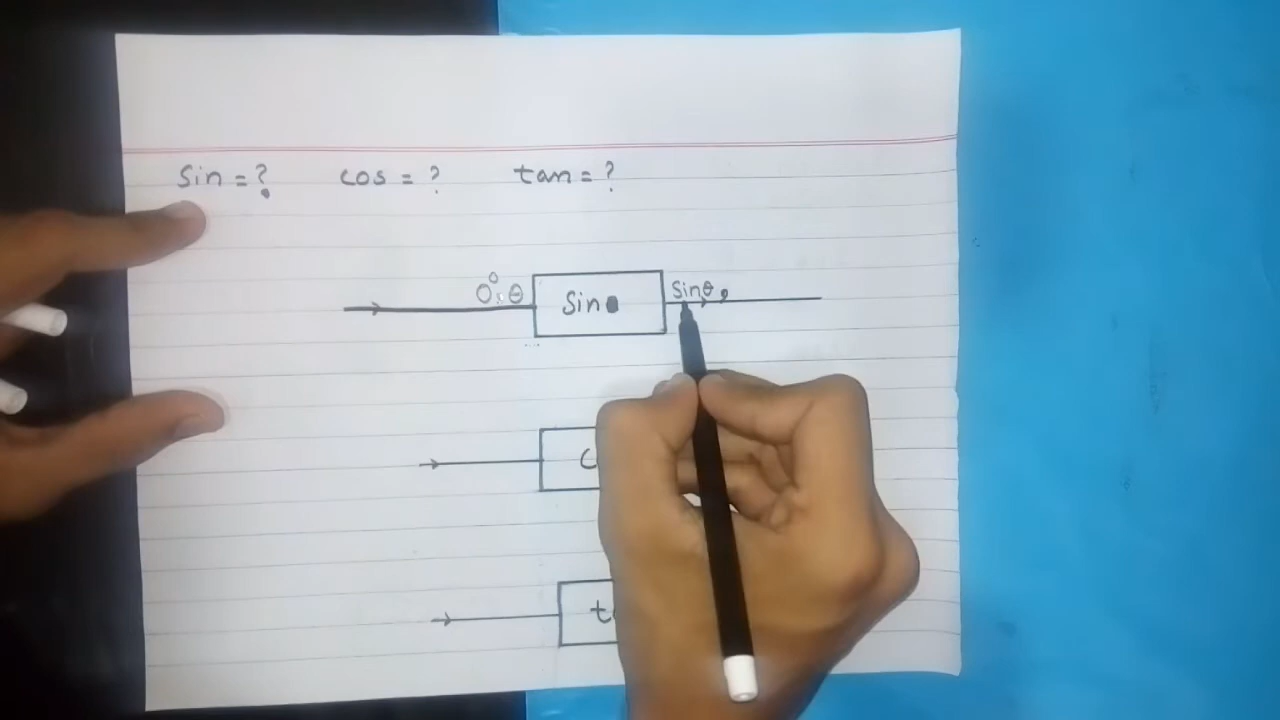 Sin = ? cos = ? tan = ?
0°, θ Sin Sinθ,